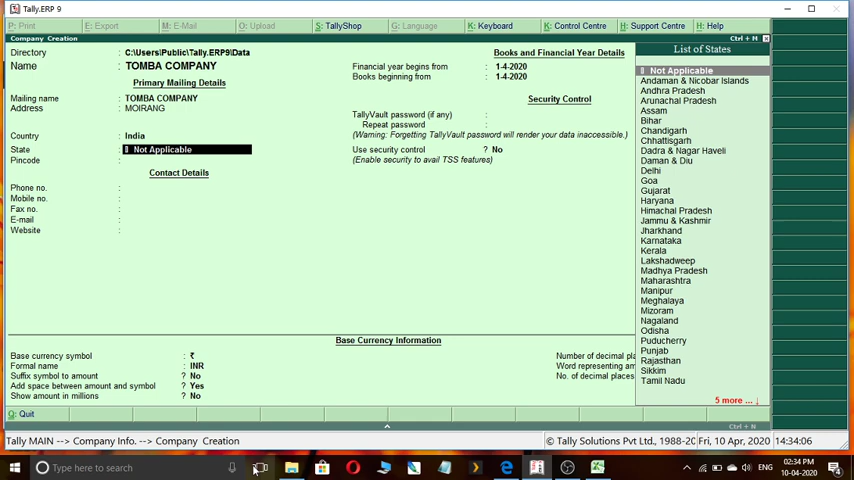 Tally.ERP 9
P: Print E: Export M: E-Mail O: Upload S: TallyShop G: Language K: Keyboard K: Control Centre H: Support Centre H: Help
Company Creation Ctrl + M
Directory : C:\Users\Public\Tally.ERP9\Data
Name : TOMBA COMPANY
Primary Mailing Details
Mailing name : TOMBA COMPANY
Address : MOIRANG
Country : India
State : Not Applicable
Pincode :
Contact Details
Phone no. :
Mobile no. :
Fax no. :
E-mail :
Website :
Books and Financial Year Details
Financial year begins from : 1-4-2020
Books beginning from : 1-4-2020
Security Control
TallyVault password (if any) :
Repeat password :
(Warning: Forgetting TallyVault password will render your data inaccessible.)
Use security control ? No
(Enable security to avail TSS features)
List of States
Not Applicable
Andaman & Nicobar Islands
Andhra Pradesh
Arunachal Pradesh
Assam
Bihar
Chandigarh
Chhattisgarh
Dadra & Nagar Haveli
Daman & Diu
Delhi
Goa
Gujarat
Haryana
Himachal Pradesh
Jammu & Kashmir
Jharkhand
Karnataka
Kerala
Lakshadweep
Madhya Pradesh
Maharashtra
Manipur
Meghalaya
Mizoram
Nagaland
Odisha
Puducherry
Punjab
Rajasthan
Sikkim
Tamil Nadu
5 more ... ↓
Base Currency Information
Base currency symbol : ₹
Formal name : INR
Suffix symbol to amount ? No
Add space between amount and symbol ? Yes
Show amount in millions ? No
Number of decimal pla
Word representing am
No. of decimal places
Q: Quit
Ctrl + N
Tally MAIN --> Company Info. --> Company Creation © Tally Solutions Pvt Ltd., 1988-20 Fri, 10 Apr, 2020 14:34:06
Type here to search
ENG
02:34 PM
10-04-2020
4